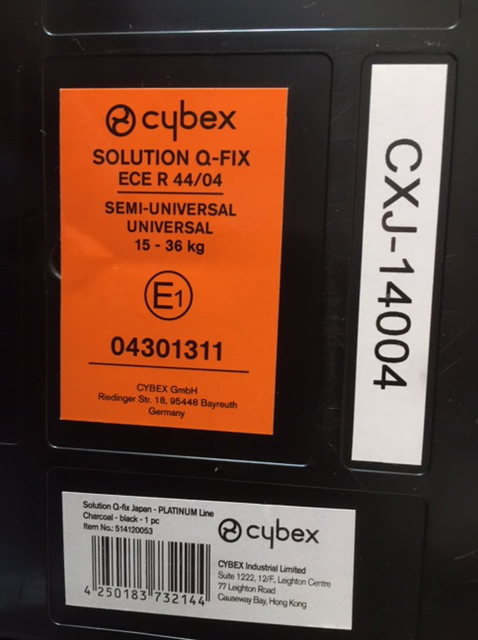 cybex
SOLUTION Q-FIX
ECE R 44/04
SEMI-UNIVERSAL
UNIVERSAL
15 - 36 kg
E1
04301311
CYBEX GmbH
Riedinger Str. 18, 95448 Bayreuth
Germany
CXJ-14004
Solution Q-fix Japan - PLATINUM Line
Charcoal - black - 1 pc
Item No.: 514120053
4 250183 732144
cybex
CYBEX Industrial Limited
Suite 1222, 12/F., Leighton Centre
77 Leighton Road
Causeway Bay, Hong Kong